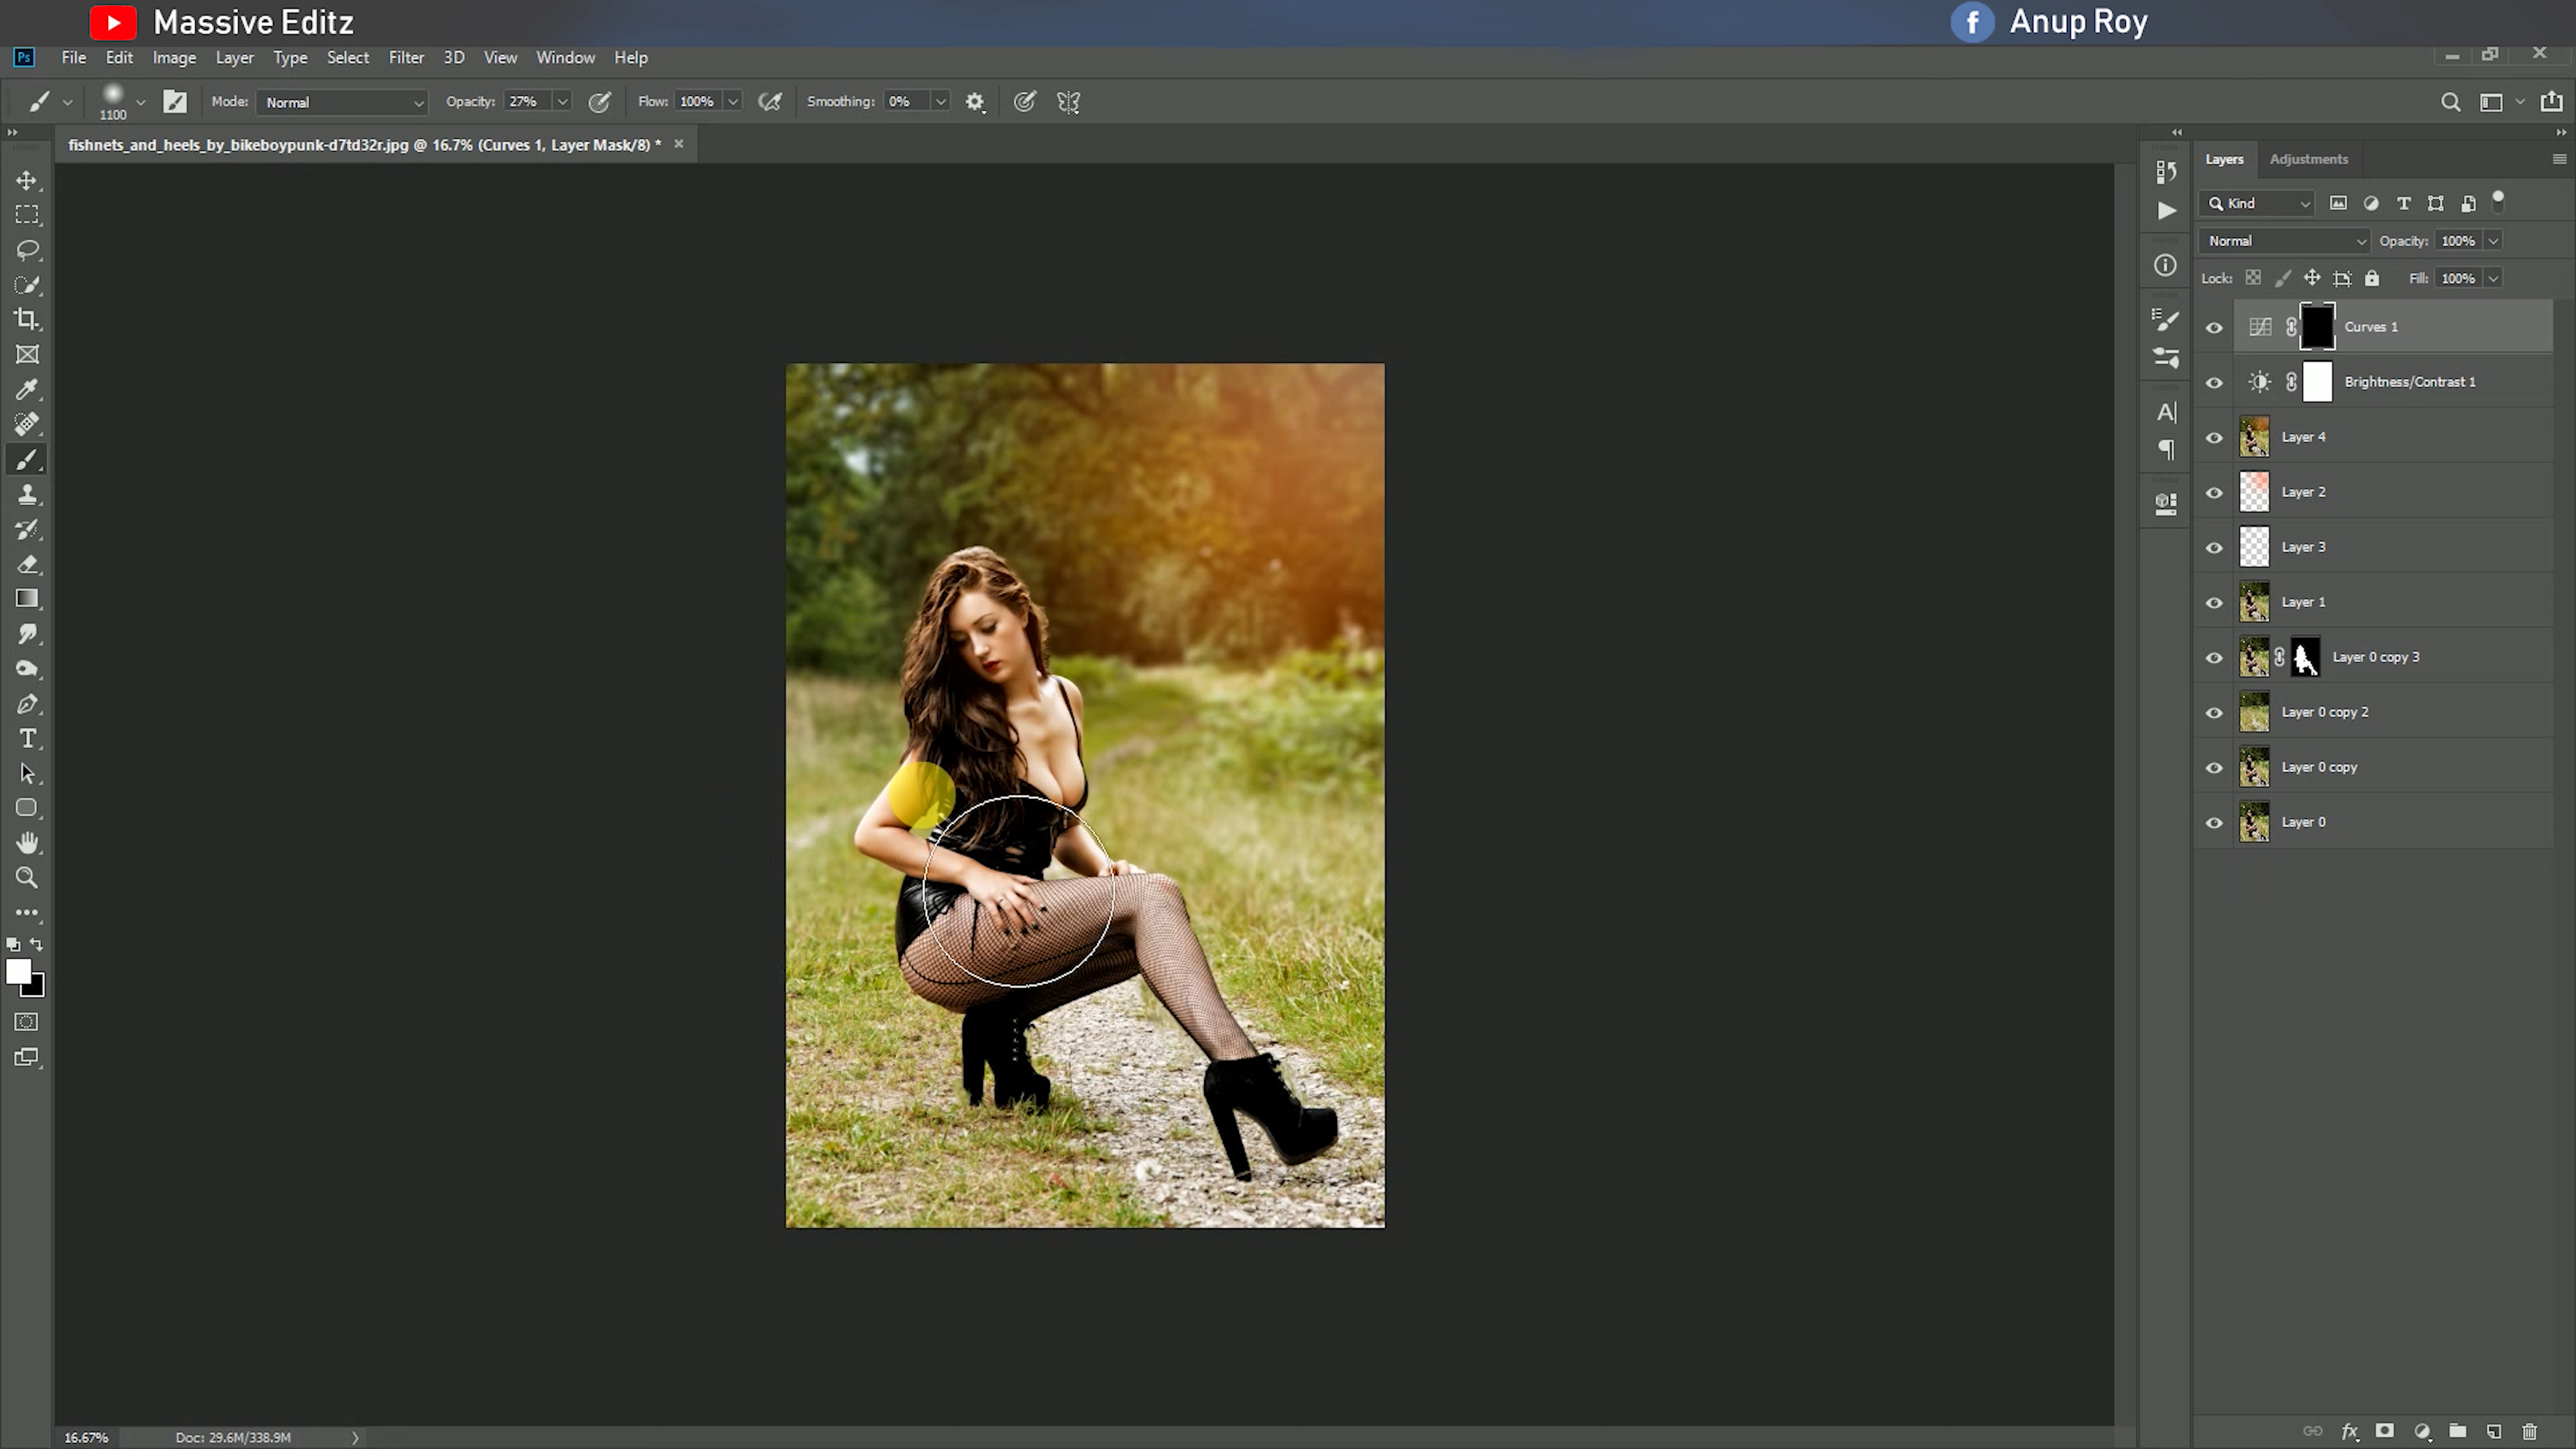 Massive Editz
f Anup Roy
Ps File Edit Image Layer Type Select Filter 3D View Window Help
1100 Mode: Normal Opacity: 27% Flow: 100% Smoothing: 0%
fishnets_and_heels_by_bikeboypunk-d7td32r.jpg @ 16.7% (Curves 1, Layer Mask/8) * ×
Layers Adjustments
Kind
Normal Opacity: 100%
Lock: Fill: 100%
Curves 1
Brightness/Contrast 1
Layer 4
Layer 2
Layer 3
Layer 1
Layer 0 copy 3
Layer 0 copy 2
Layer 0 copy
Layer 0
16.67% Doc: 29.6M/338.9M